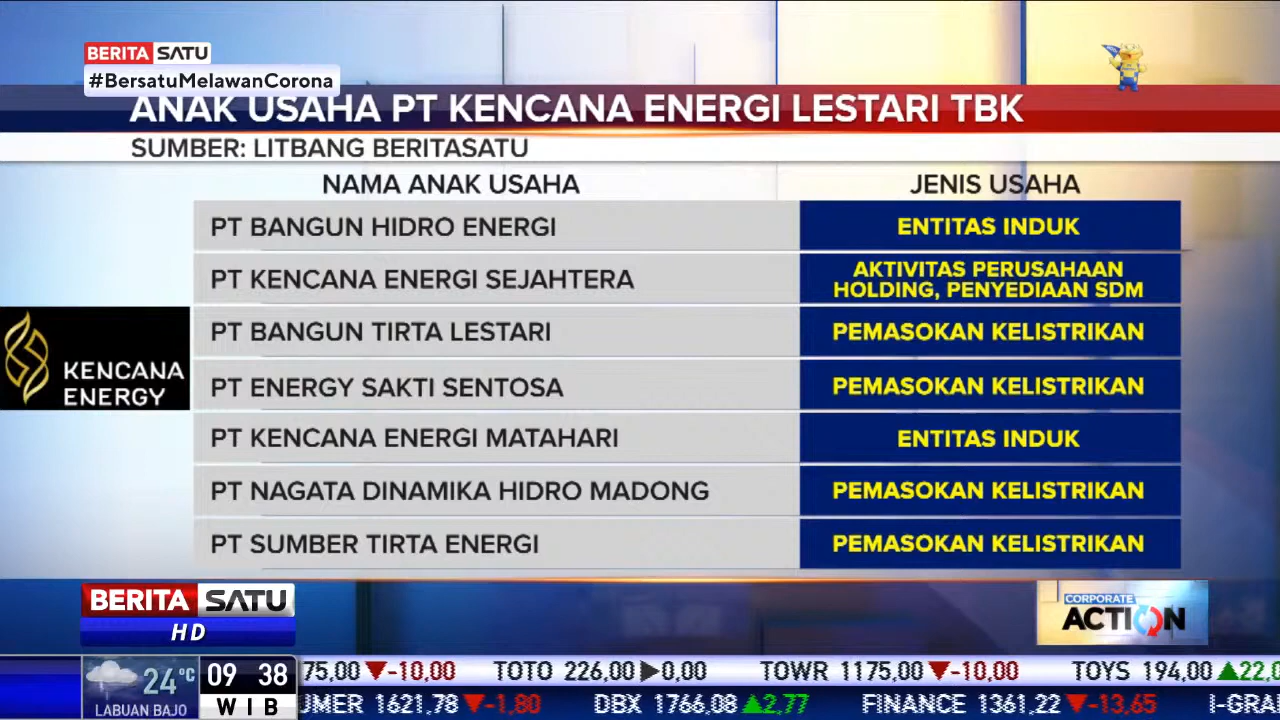 BERITA SATU
#BersatuMelawanCorona
ANAK USAHA PT KENCANA ENERGI LESTARI TBK
SUMBER: LITBANG BERITASATU
NAMA ANAK USAHA JENIS USAHA
PT BANGUN HIDRO ENERGI ENTITAS INDUK
PT KENCANA ENERGI SEJAHTERA AKTIVITAS PERUSAHAAN
HOLDING, PENYEDIAAN SDM
PT BANGUN TIRTA LESTARI PEMASOKAN KELISTRIKAN
KENCANA
ENERGY
PT ENERGY SAKTI SENTOSA PEMASOKAN KELISTRIKAN
PT KENCANA ENERGI MATAHARI ENTITAS INDUK
PT NAGATA DINAMIKA HIDRO MADONG PEMASOKAN KELISTRIKAN
PT SUMBER TIRTA ENERGI PEMASOKAN KELISTRIKAN
BERITA SATU
HD
CORPORATE
ACTION
24°C
LABUAN BAJO
09 38
WIB
75,00 ▼-10,00 TOTO 226,00 ▶0,00 TOWR 1175,00 ▼-10,00 TOYS 194,00 ▲22,0
UMER 1621,78 ▼-1,80 DBX 1766,08 ▲2,77 FINANCE 1361,22 ▼-13,65 I-GRA